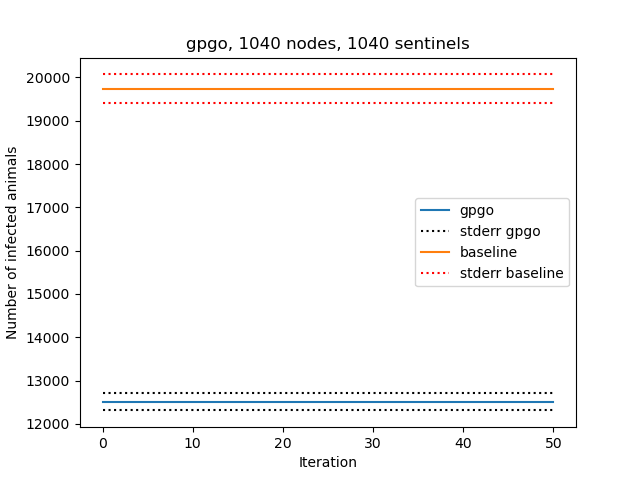 gpgo, 1040 nodes, 1040 sentinels
20000
19000
18000
17000
16000
15000
14000
13000
12000
Number of infected animals
gpgo
stderr gpgo
baseline
stderr baseline
0 10 20 30 40 50
Iteration